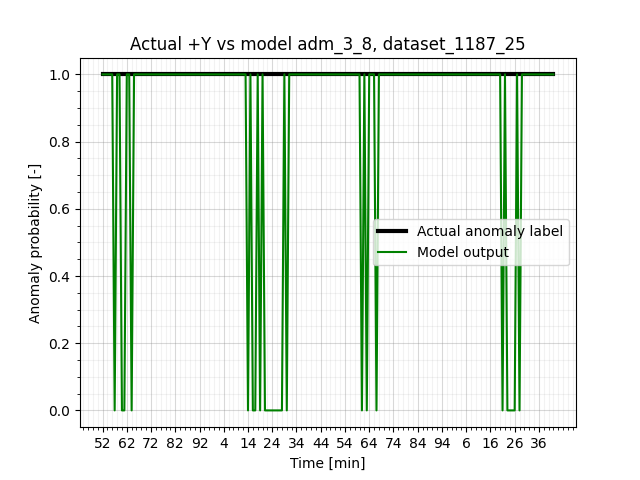 Actual +Y vs model adm_3_8, dataset_1187_25
Anomaly probability [-]
1.0
0.8
0.6
0.4
0.2
0.0
Actual anomaly label
Model output
52 62 72 82 92 4 14 24 34 44 54 64 74 84 94 6 16 26 36
Time [min]